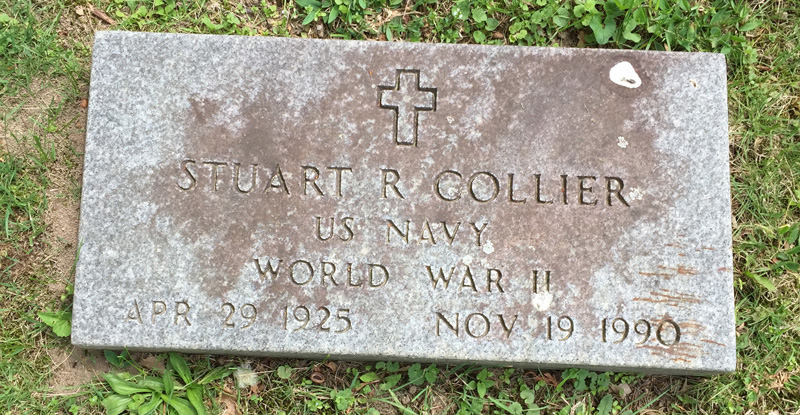 STUART R COLLIER
US NAVY
WORLD WAR II
APR 29 1925 NOV 19 1990